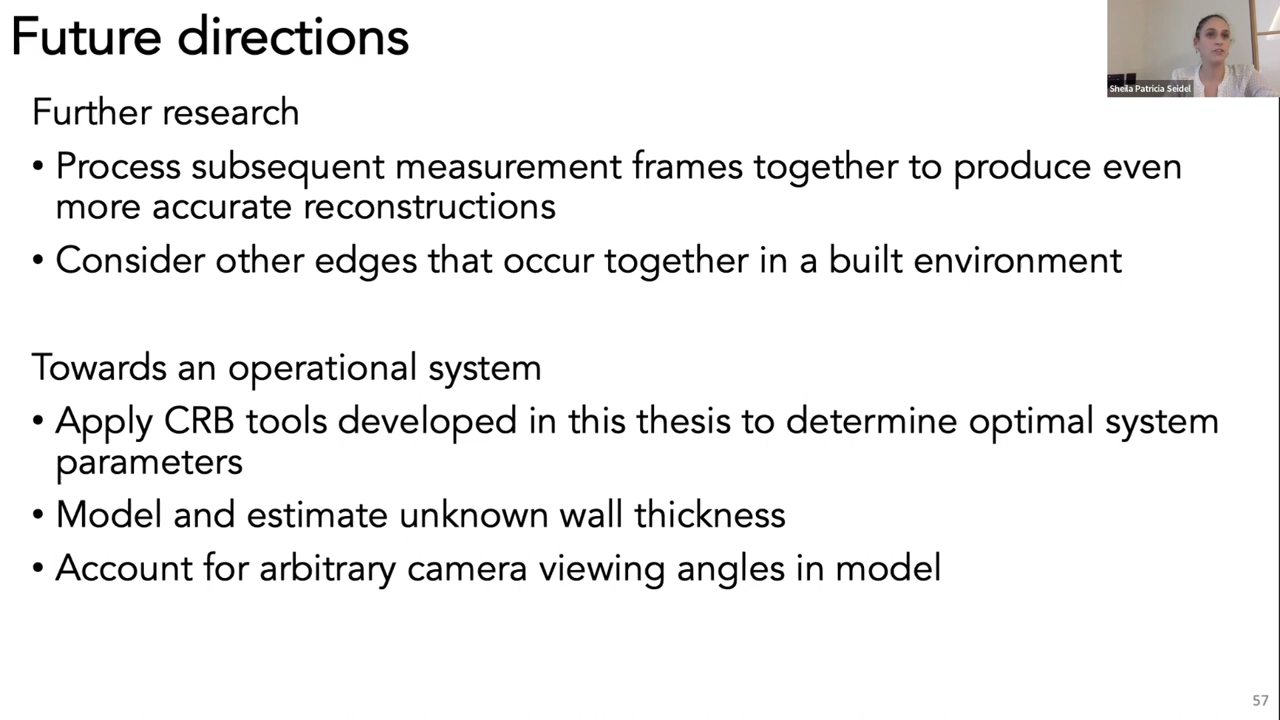 Future directions
Sheila Patricia Seidel
Further research
• Process subsequent measurement frames together to produce even
more accurate reconstructions
• Consider other edges that occur together in a built environment
Towards an operational system
• Apply CRB tools developed in this thesis to determine optimal system
parameters
• Model and estimate unknown wall thickness
• Account for arbitrary camera viewing angles in model
57